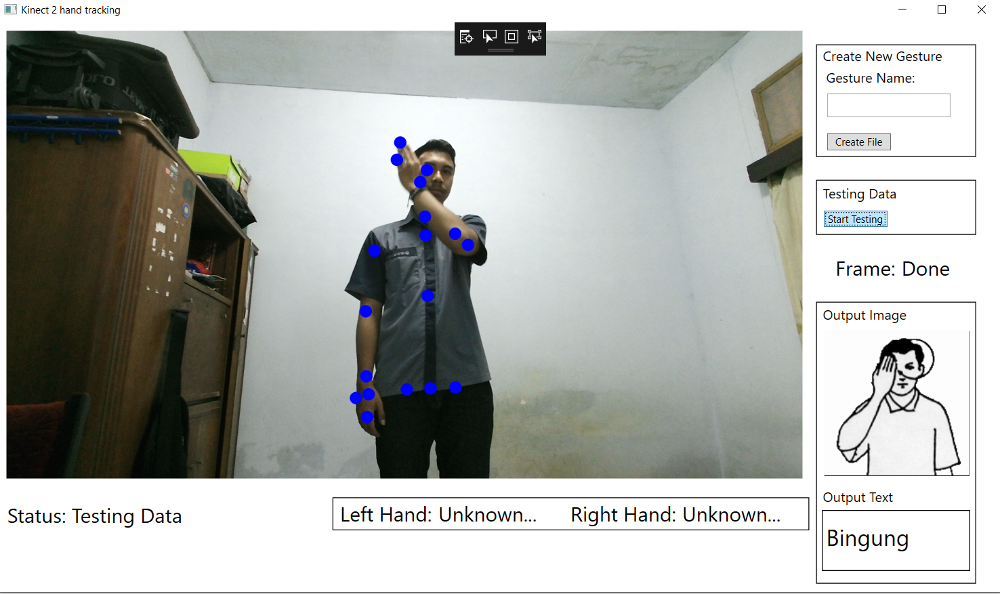 Kinect 2 hand tracking
Create New Gesture
Gesture Name:
Create File
Testing Data
Start Testing
Frame: Done
Output Image
Output Text
Bingung
Status: Testing Data
Left Hand: Unknown... Right Hand: Unknown...